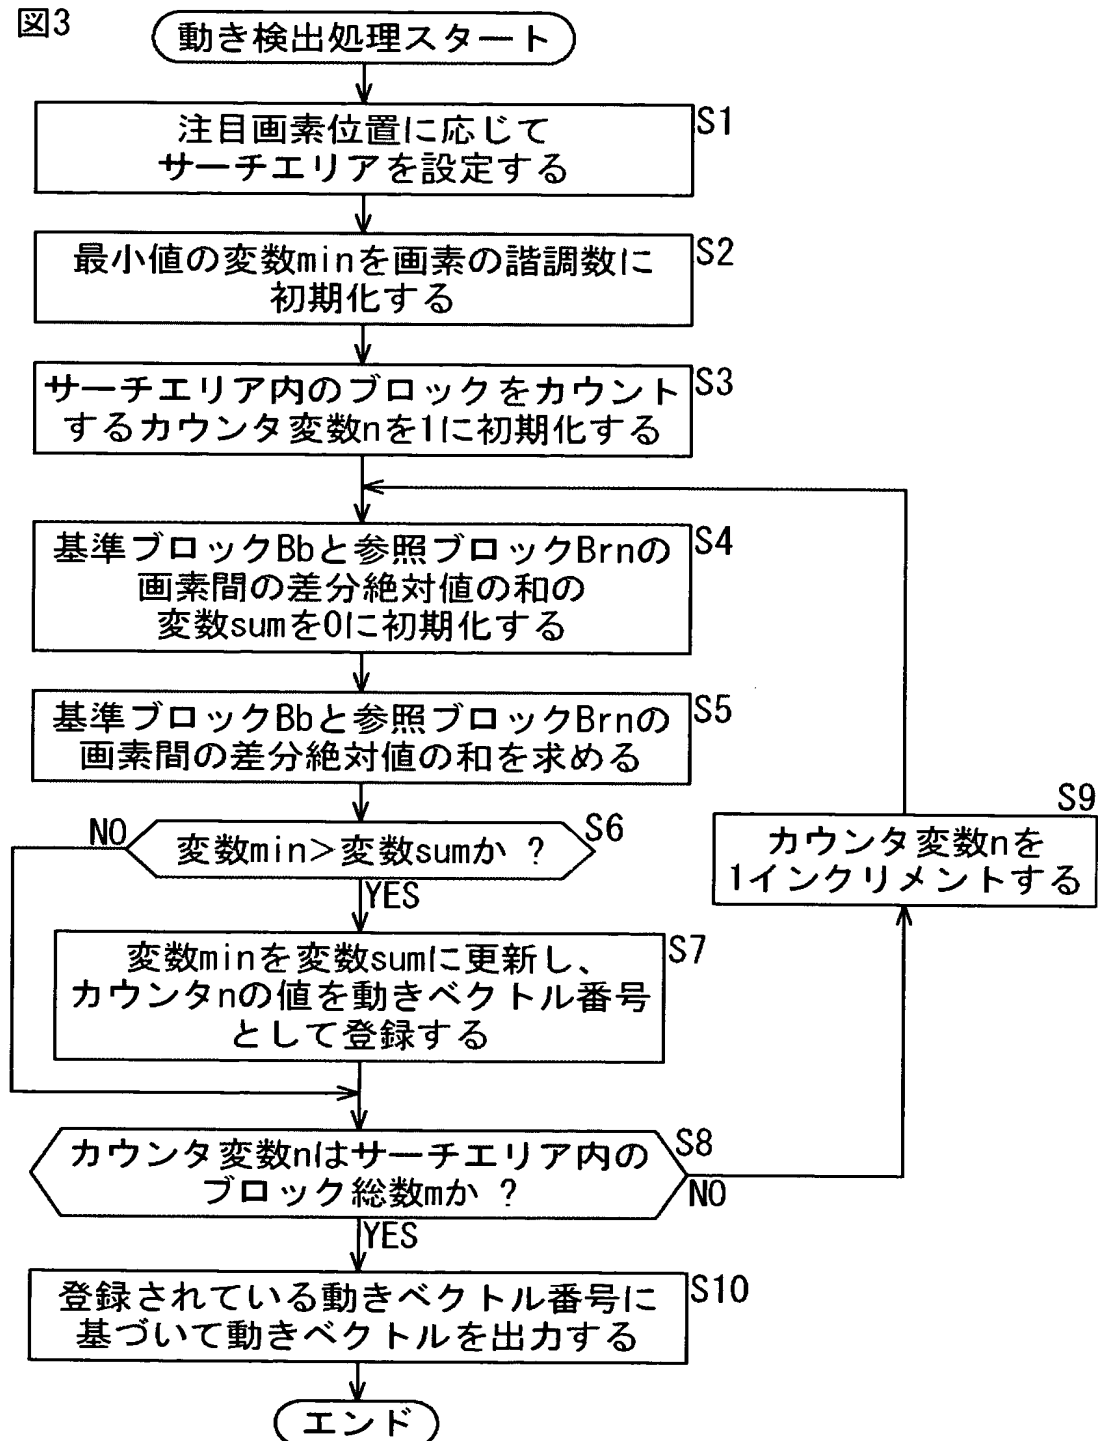 図3
動き検出処理スタート
S1
注目画素位置に応じて
サーチエリアを設定する
S2
最小値の変数minを画素の諧調数に
初期化する
S3
サーチエリア内のブロックをカウント
するカウンタ変数nを1に初期化する
S4
基準ブロックBbと参照ブロックBrnの
画素間の差分絶対値の和の
変数sumを0に初期化する
S5
基準ブロックBbと参照ブロックBrnの
画素間の差分絶対値の和を求める
S6
変数min>変数sumか ?
NO
YES
S7
変数minを変数sumに更新し、
カウンタnの値を動きベクトル番号
として登録する
S8
カウンタ変数nはサーチエリア内の
ブロック総数mか ?
NO
YES
S9
カウンタ変数nを
1インクリメントする
S10
登録されている動きベクトル番号に
基づいて動きベクトルを出力する
エンド